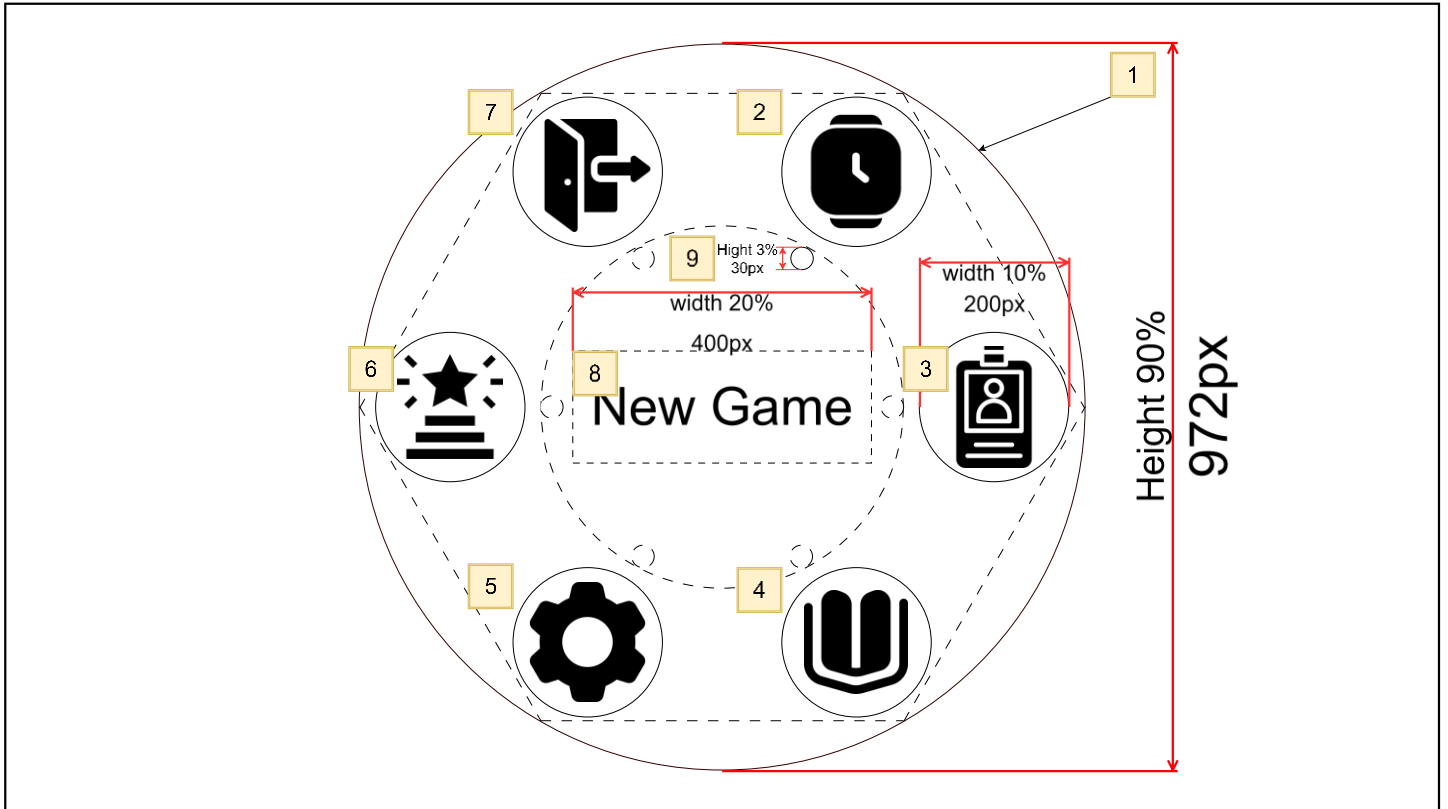 1
7
2
9
Hight 3%
30px
width 10%
200px
width 20%
400px
6
8
3
New Game
Height 90%
972px
5
4